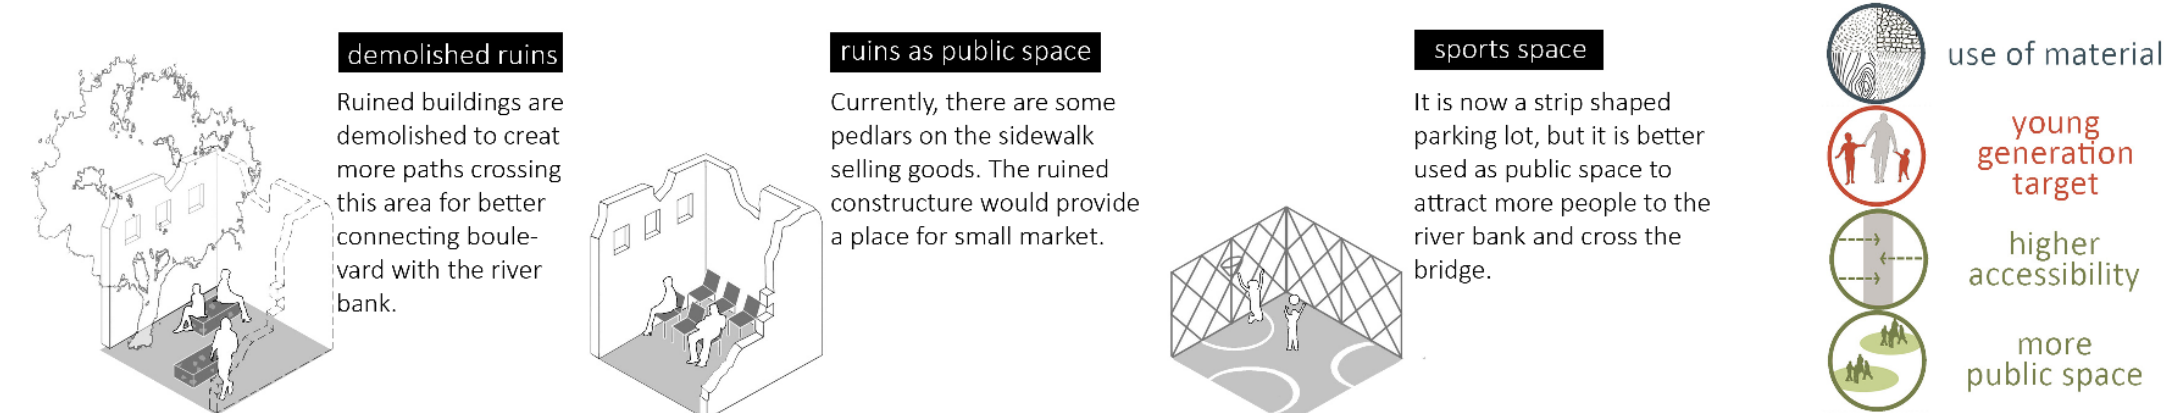 demolished ruins
Ruined buildings are
demolished to creat
more paths crossing
this area for better
connecting boule-
vard with the river
bank.
ruins as public space
Currently, there are some
pedlars on the sidewalk
selling goods. The ruined
constructure would provide
a place for small market.
sports space
It is now a strip shaped
parking lot, but it is better
used as public space to
attract more people to the
river bank and cross the
bridge.
use of material
young
generation
target
higher
accessibility
more
public space